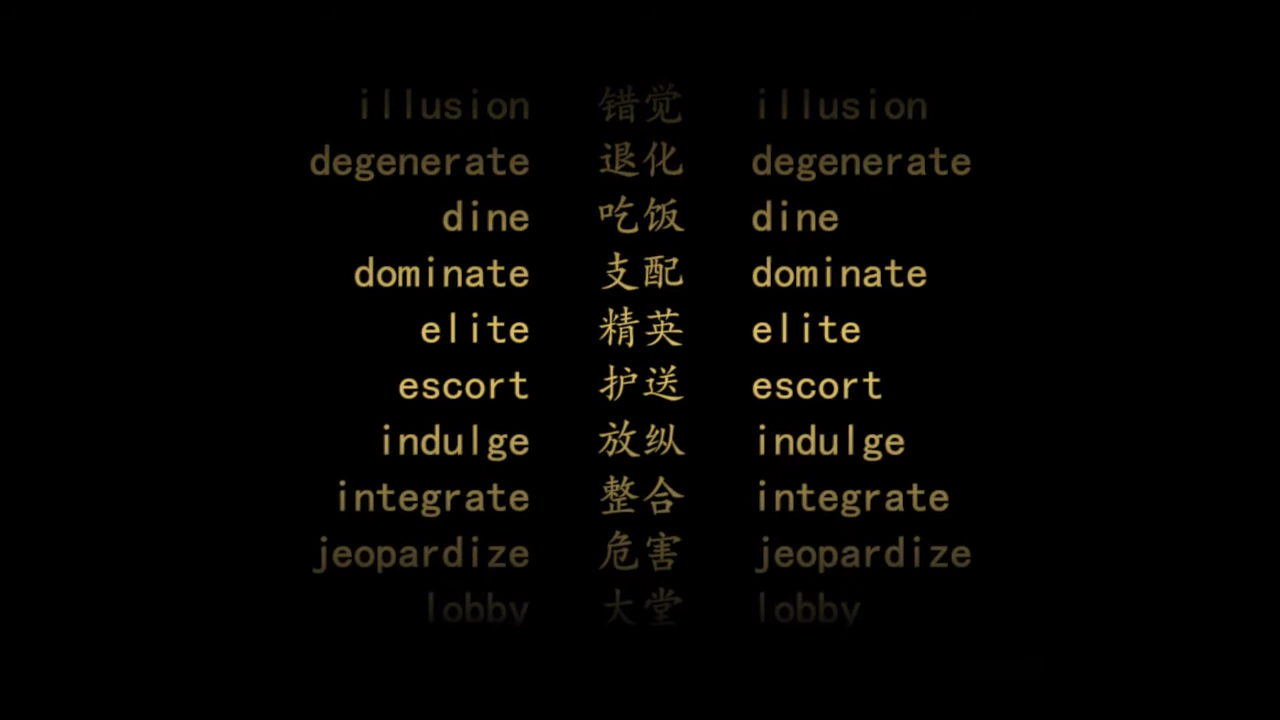 illusion 错觉 illusion
degenerate 退化 degenerate
dine 吃饭 dine
dominate 支配 dominate
elite 精英 elite
escort 护送 escort
indulge 放纵 indulge
integrate 整合 integrate
jeopardize 危害 jeopardize
lobby 大堂 lobby